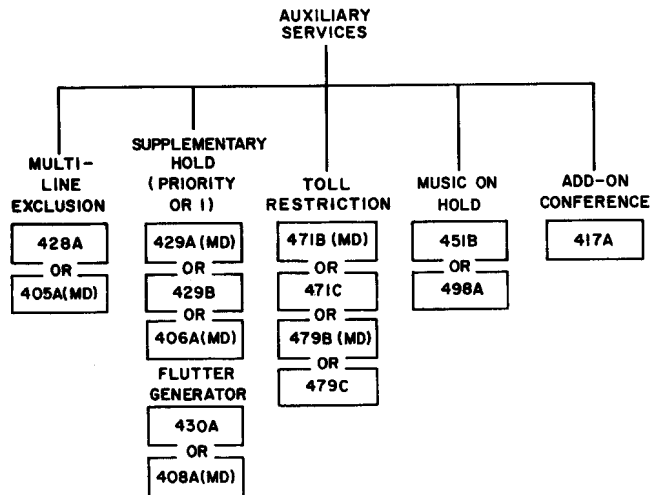 AUXILIARY
SERVICES
MULTI-
LINE
EXCLUSION
428A
OR
405A(MD)
SUPPLEMENTARY
HOLD
(PRIORITY
OR I)
429A(MD)
OR
429B
OR
406A(MD)
FLUTTER
GENERATOR
430A
OR
408A(MD)
TOLL
RESTRICTION
471B(MD)
OR
471C
OR
479B(MD)
OR
479C
MUSIC ON
HOLD
451B
OR
498A
ADD-ON
CONFERENCE
417A